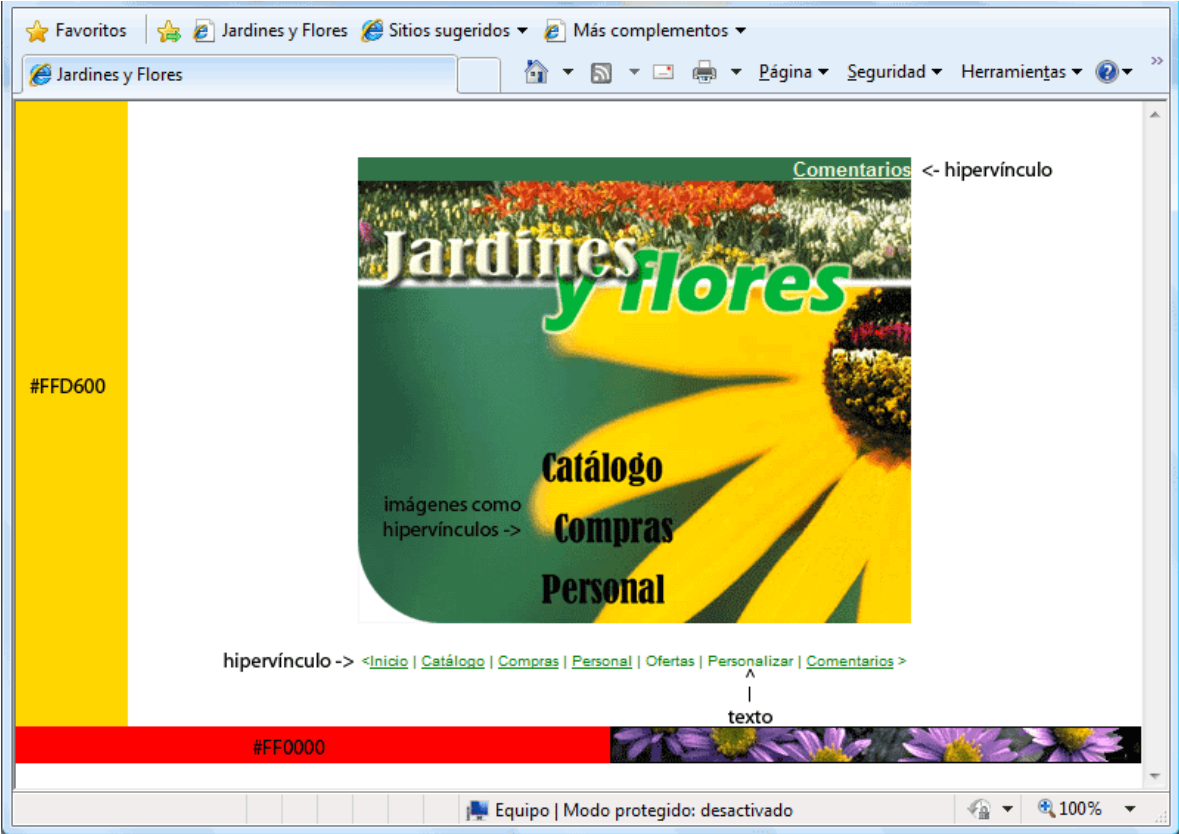 Favoritos Jardines y Flores Sitios sugeridos Más complementos
Jardines y Flores Página Seguridad Herramientas »
Comentarios <- hipervínculo
Jardines
y flores
#FFD600
Catálogo
imágenes como
hipervínculos -> Compras
Personal
hipervínculo -> <Inicio | Catálogo | Compras | Personal | Ofertas | Personalizar | Comentarios >
^
|
texto
#FF0000
Equipo | Modo protegido: desactivado 100%